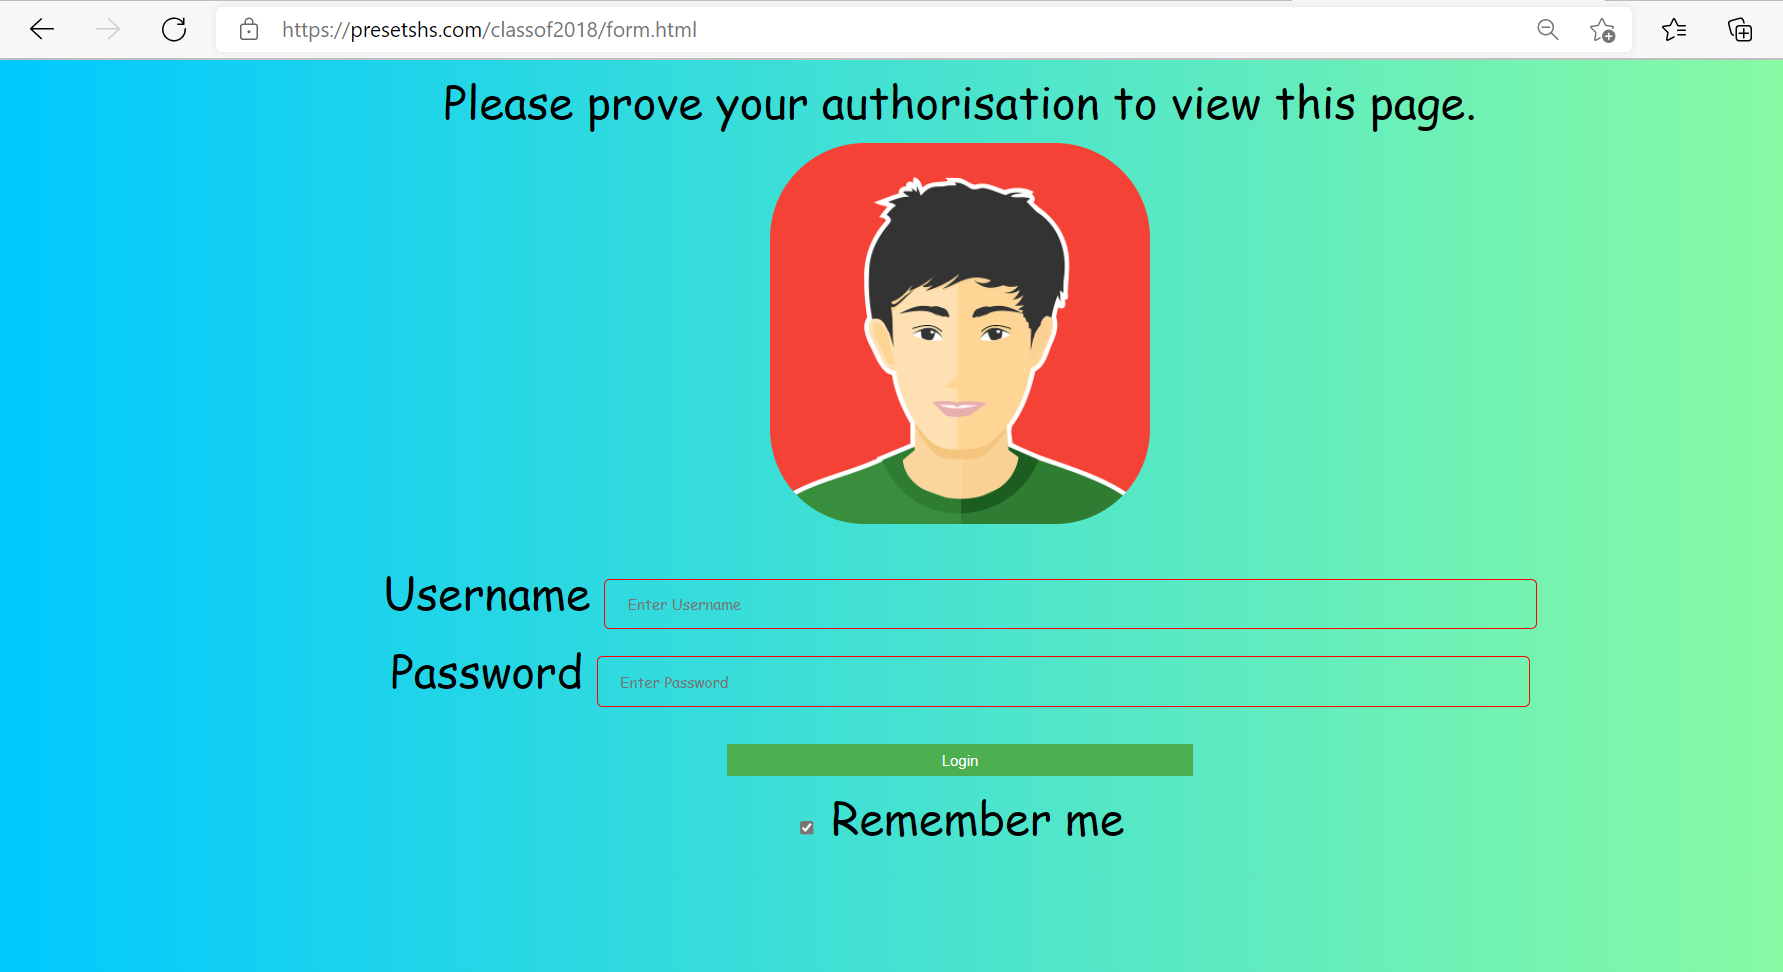 https://presetshs.com/classof2018/form.html
Please prove your authorisation to view this page.
Username Enter Username
Password Enter Password
Login
Remember me